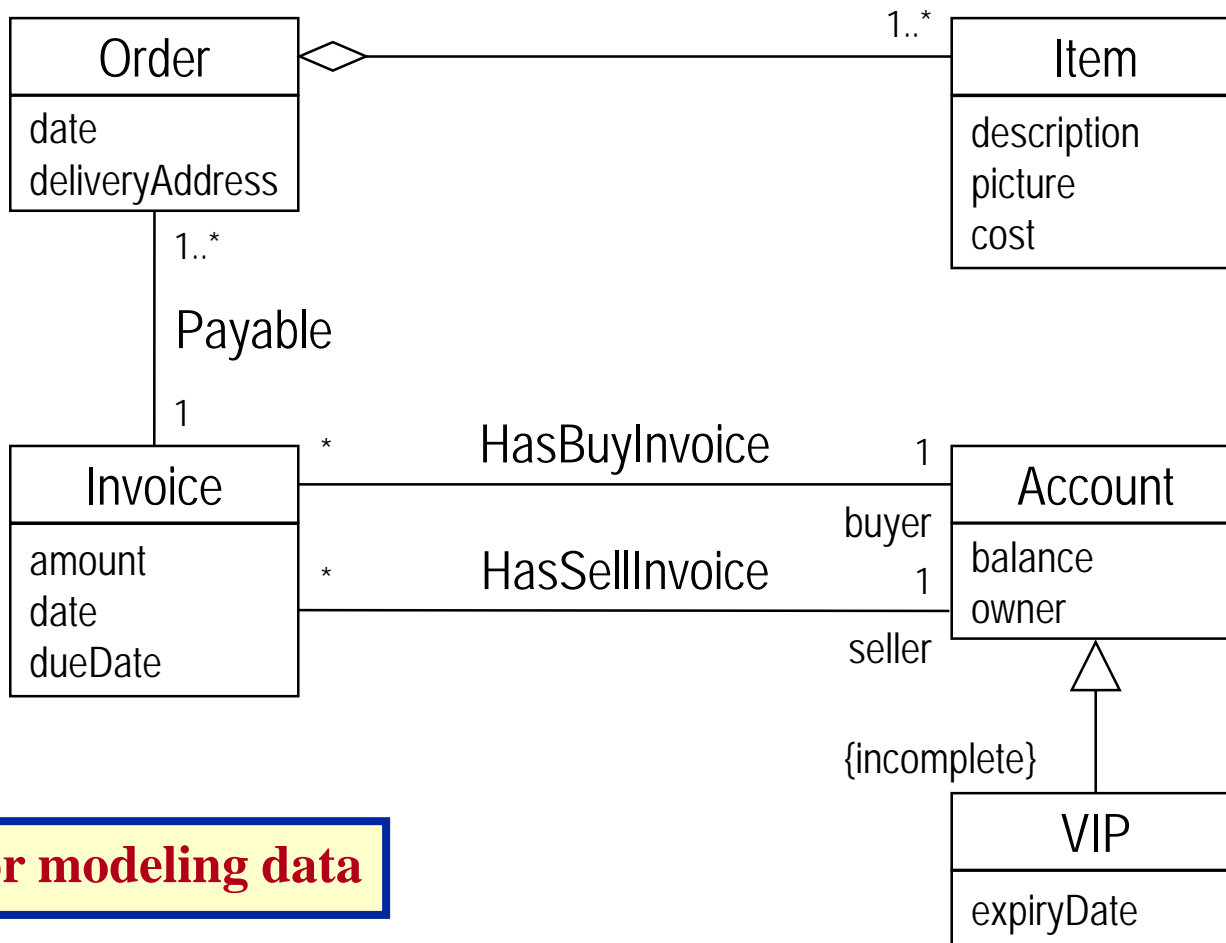 Order
date
deliveryAddress
1..*
Item
description
picture
cost
1..*
Payable
1
Invoice
amount
date
dueDate
*
HasBuyInvoice
1
buyer
*
HasSellInvoice
1
seller
Account
balance
owner
{incomplete}
VIP
expiryDate
or modeling data